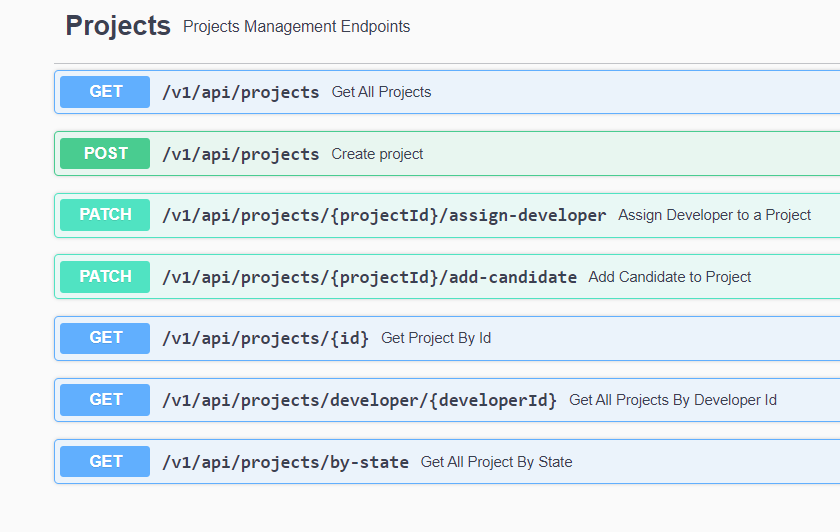 Projects Projects Management Endpoints
GET /v1/api/projects Get All Projects
POST /v1/api/projects Create project
PATCH /v1/api/projects/{projectId}/assign-developer Assign Developer to a Project
PATCH /v1/api/projects/{projectId}/add-candidate Add Candidate to Project
GET /v1/api/projects/{id} Get Project By Id
GET /v1/api/projects/developer/{developerId} Get All Projects By Developer Id
GET /v1/api/projects/by-state Get All Project By State